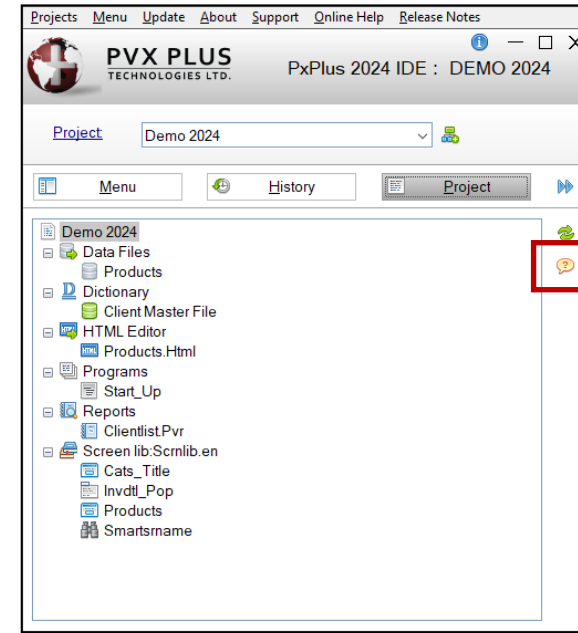 Projects Menu Update About Support Online Help Release Notes
PVX PLUS
TECHNOLOGIES LTD.
PxPlus 2024 IDE : DEMO 2024
Project Demo 2024
Menu History Project
Demo 2024
Data Files
Products
D Dictionary
Client Master File
HTML Editor
HTML Products.Html
Programs
Start_Up
Reports
Clientlist.Pvr
Screen lib:Scrnlib.en
Cats_Title
Invdtl_Pop
Products
Smartsrname